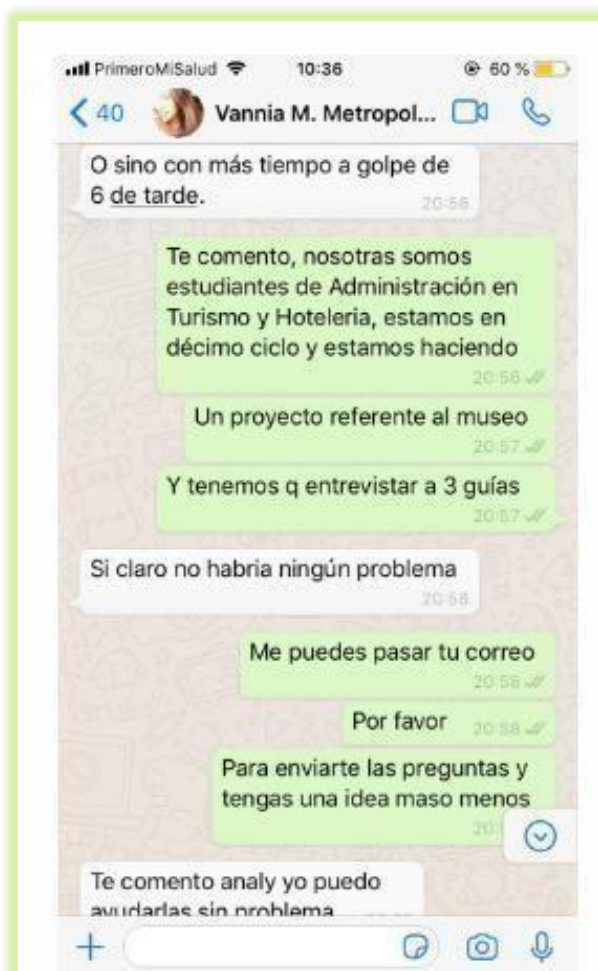 PrimeroMiSalud 10:36 60 %
40 Vannia M. Metropol...
O sino con más tiempo a golpe de
6 de tarde.
20:56
Te comento, nosotras somos
estudiantes de Administración en
Turismo y Hoteleria, estamos en
décimo ciclo y estamos haciendo
20:56
Un proyecto referente al museo
20:57
Y tenemos q entrevistar a 3 guías
20:57
Si claro no habria ningún problema
20:58
Me puedes pasar tu correo
20:58
Por favor 20:58
Para enviarte las preguntas y
tengas una idea maso menos
Te comento analy yo puedo
ayudarlas sin problema